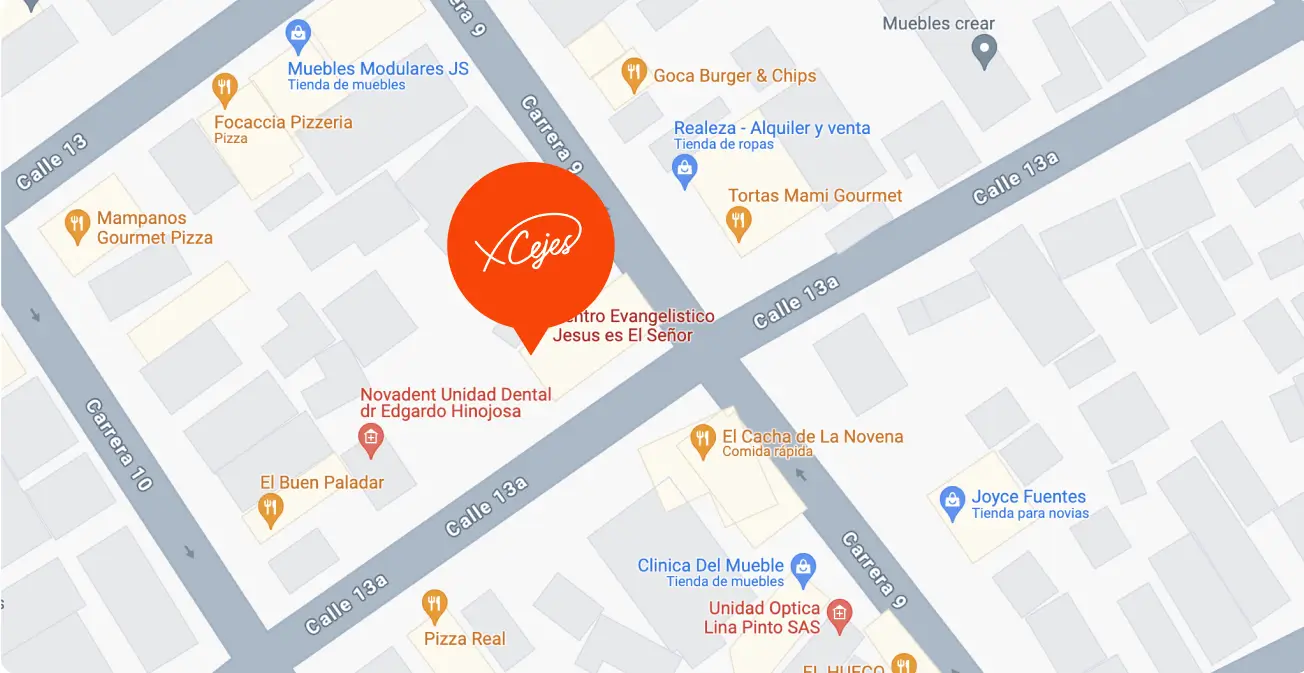 Muebles crear
Carrera 9
Muebles Modulares JS
Tienda de muebles
Goca Burger & Chips
Focaccia Pizzeria
Pizza
Carrera 9
Realeza - Alquiler y venta
Tienda de ropas
Calle 13
Calle 13a
Tortas Mami Gourmet
Mampanos
Gourmet Pizza
XCejes
Calle 13a
Evangelistico
Jesus es El Señor
Novadent Unidad Dental
dr Edgardo Hinojosa
Carrera 10
El Cacha de La Novena
Comida rápida
El Buen Paladar
Calle 13a
Joyce Fuentes
Tienda para novias
Carrera 9
Clinica Del Mueble
Tienda de muebles
Calle 13a
Unidad Optica
Lina Pinto SAS
Pizza Real
EL HUECO